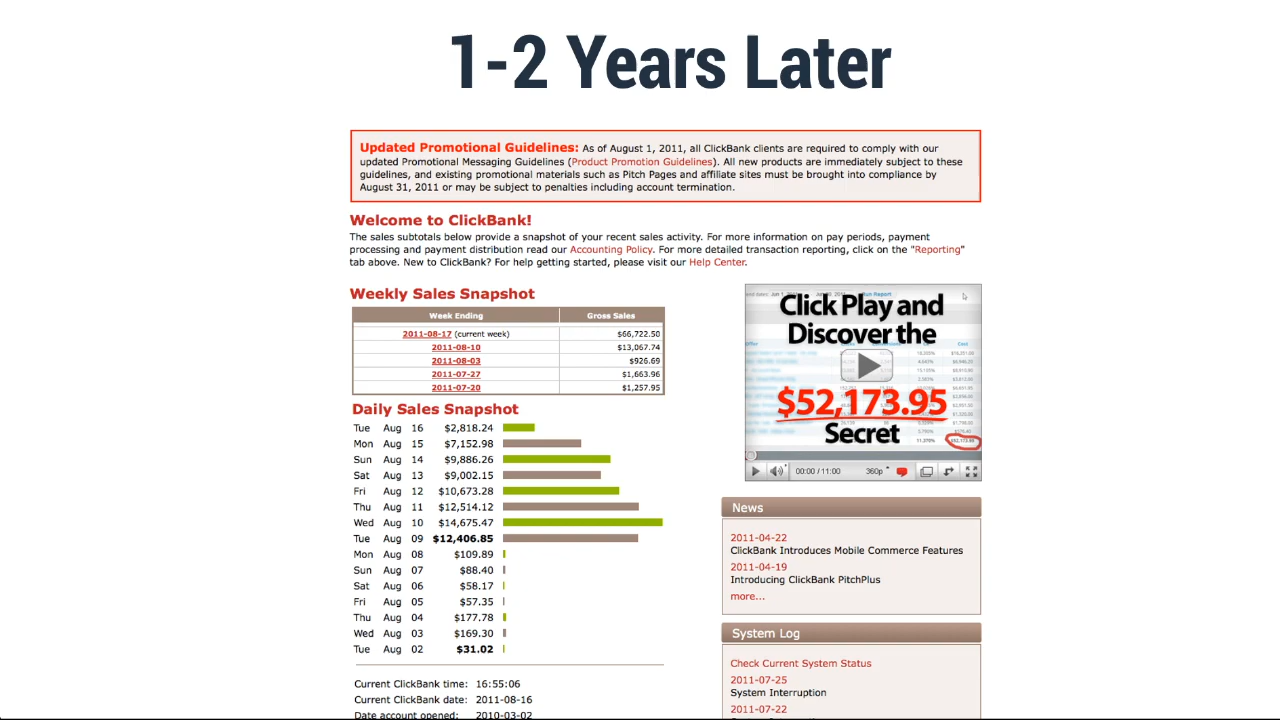 1-2 Years Later
Updated Promotional Guidelines: As of August 1, 2011, all ClickBank clients are required to comply with our
updated Promotional Messaging Guidelines (Product Promotion Guidelines). All new products are immediately subject to these
guidelines, and existing promotional materials such as Pitch Pages and affiliate sites must be brought into compliance by
August 31, 2011 or may be subject to penalties including account termination.
Welcome to ClickBank!
The sales subtotals below provide a snapshot of your recent sales activity. For more information on pay periods, payment
processing and payment distribution read our Accounting Policy. For more detailed transaction reporting, click on the "Reporting"
tab above. New to ClickBank? For help getting started, please visit our Help Center.
Weekly Sales Snapshot
Week Ending Gross Sales
2011-08-17 (current week) $66,722.50
2011-08-10 $13,067.74
2011-08-03 $926.69
2011-07-27 $1,663.96
2011-07-20 $1,257.95
Daily Sales Snapshot
Tue Aug 16 $2,818.24
Mon Aug 15 $7,152.98
Sun Aug 14 $9,886.26
Sat Aug 13 $9,002.15
Fri Aug 12 $10,673.28
Thu Aug 11 $12,514.12
Wed Aug 10 $14,675.47
Tue Aug 09 $12,406.85
Mon Aug 08 $109.89
Sun Aug 07 $88.40
Sat Aug 06 $58.17
Fri Aug 05 $57.35
Thu Aug 04 $177.78
Wed Aug 03 $169.30
Tue Aug 02 $31.02
Current ClickBank time: 16:55:06
Current ClickBank date: 2011-08-16
Date account opened: 2010-03-02
Run Report
Click Play and
Discover the
$52,173.95
Secret
11.270% $52,173.95
00:00 / 11:00 360p
News
2011-04-22
ClickBank Introduces Mobile Commerce Features
2011-04-19
Introducing ClickBank PitchPlus
more...
System Log
Check Current System Status
2011-07-25
System Interruption
2011-07-22